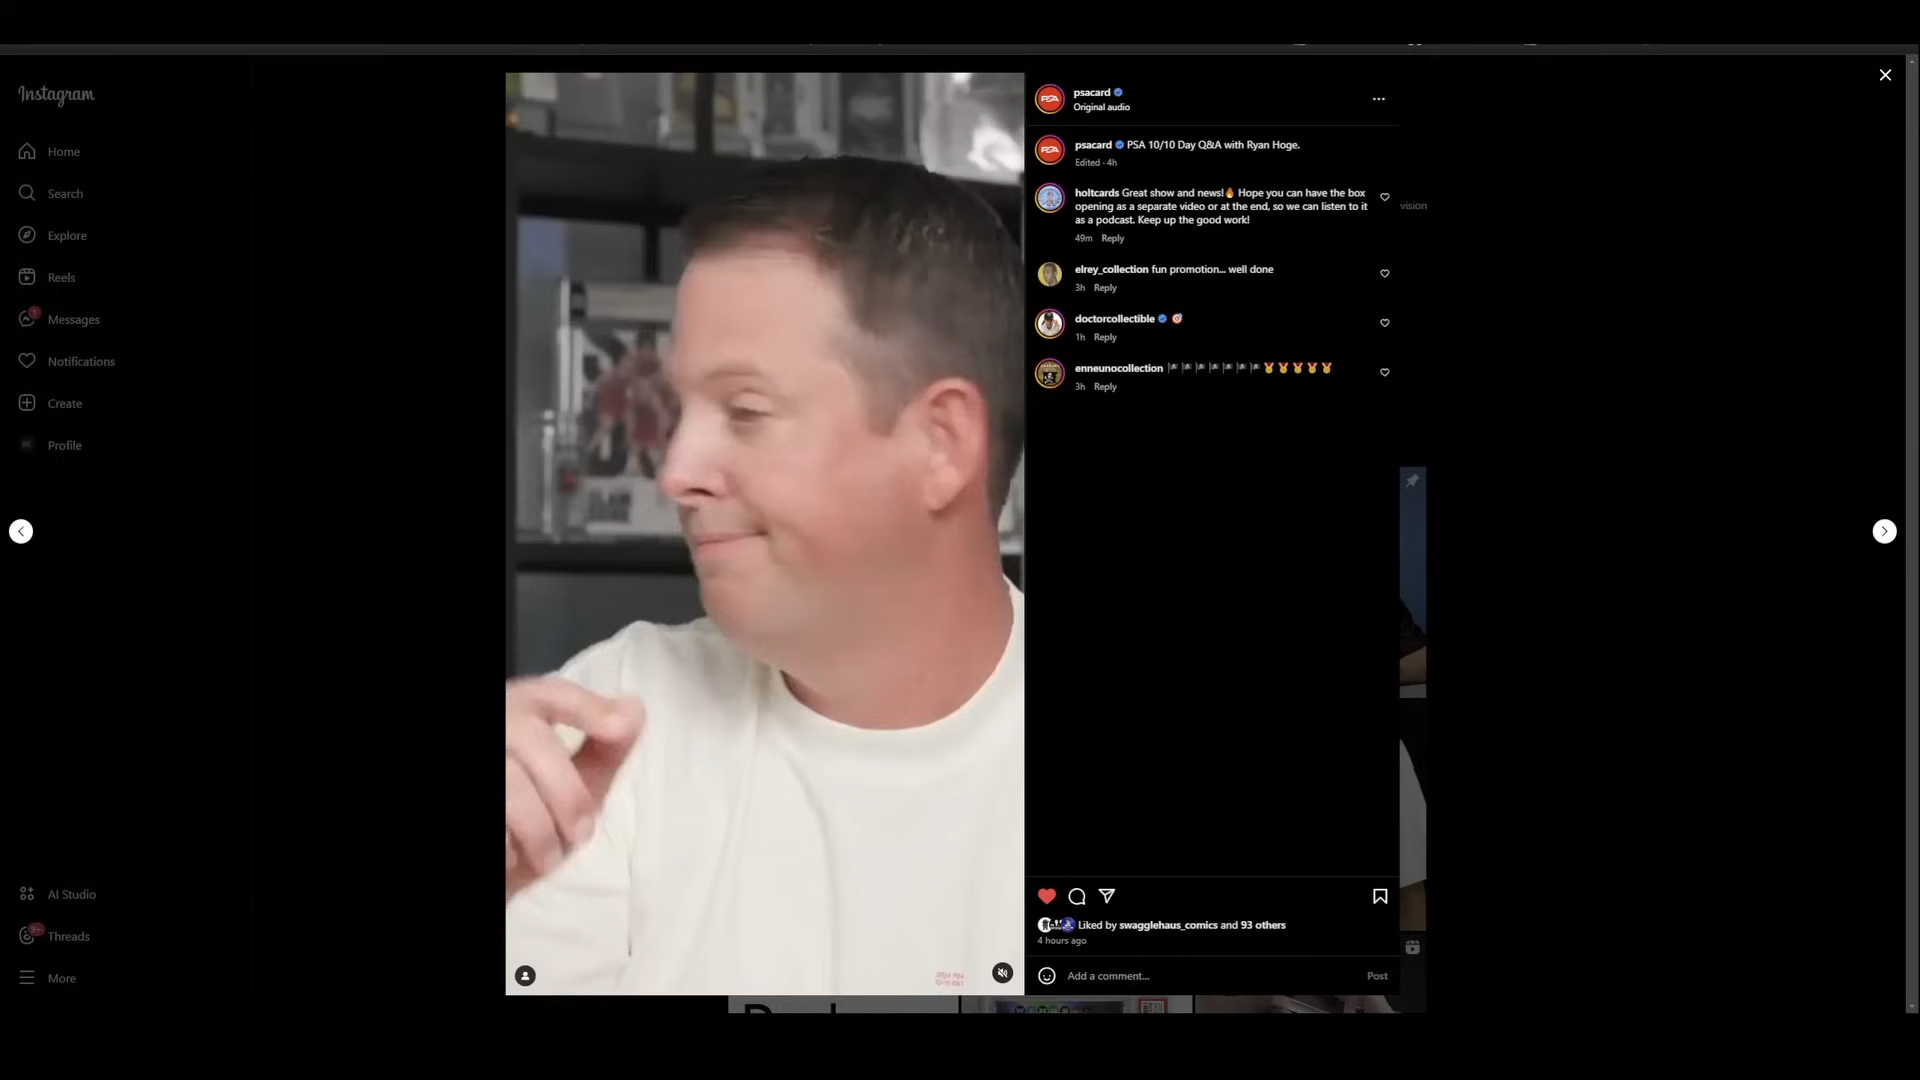 Instagram
Home
Search
Explore
Reels
1
Messages
Notifications
Create
Profile
AI Studio
9+
Threads
More
PSA
psacard
Original audio
PSA
psacard PSA 10/10 Day Q&A with Ryan Hoge.
Edited · 4h
holtcards Great show and news!🔥 Hope you can have the box
opening as a separate video or at the end, so we can listen to it
as a podcast. Keep up the good work!
49m Reply
elrey_collection fun promotion... well done
3h Reply
doctorcollectible 🎯
1h Reply
enneunocollection 🏴‍☠️🏴‍☠️🏴‍☠️🏴‍☠️🏴‍☠️🏴‍☠️🏴‍☠️🥇🥇🥇🥇🥇
3h Reply
vision
Liked by swagglehaus_comics and 93 others
4 hours ago
Add a comment...
Post